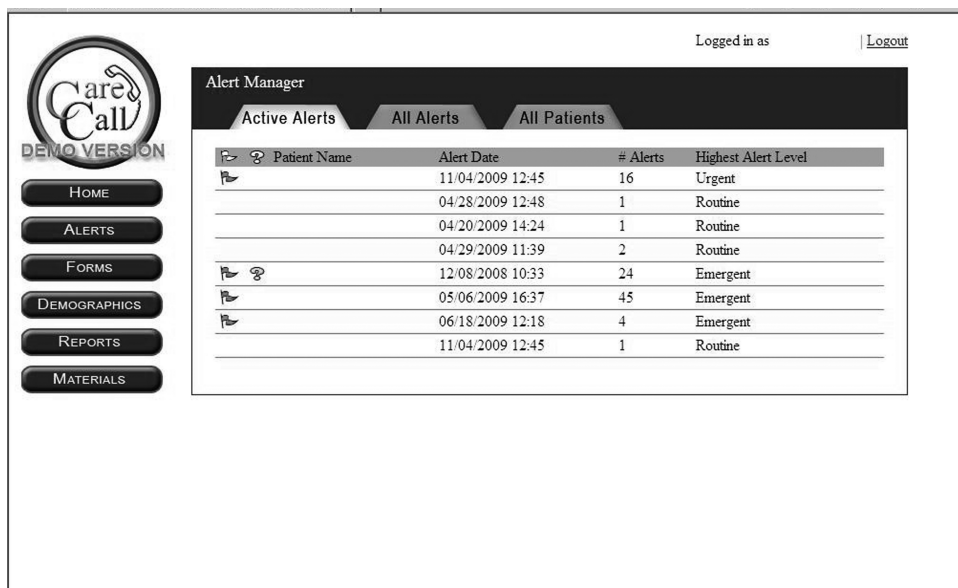 Logged in as | Logout
Care
Call
DEMO VERSION
HOME
ALERTS
FORMS
DEMOGRAPHICS
REPORTS
MATERIALS
Alert Manager
Active Alerts All Alerts All Patients
Patient Name Alert Date # Alerts Highest Alert Level
11/04/2009 12:45 16 Urgent
04/28/2009 12:48 1 Routine
04/20/2009 14:24 1 Routine
04/29/2009 11:39 2 Routine
12/08/2008 10:33 24 Emergent
05/06/2009 16:37 45 Emergent
06/18/2009 12:18 4 Emergent
11/04/2009 12:45 1 Routine